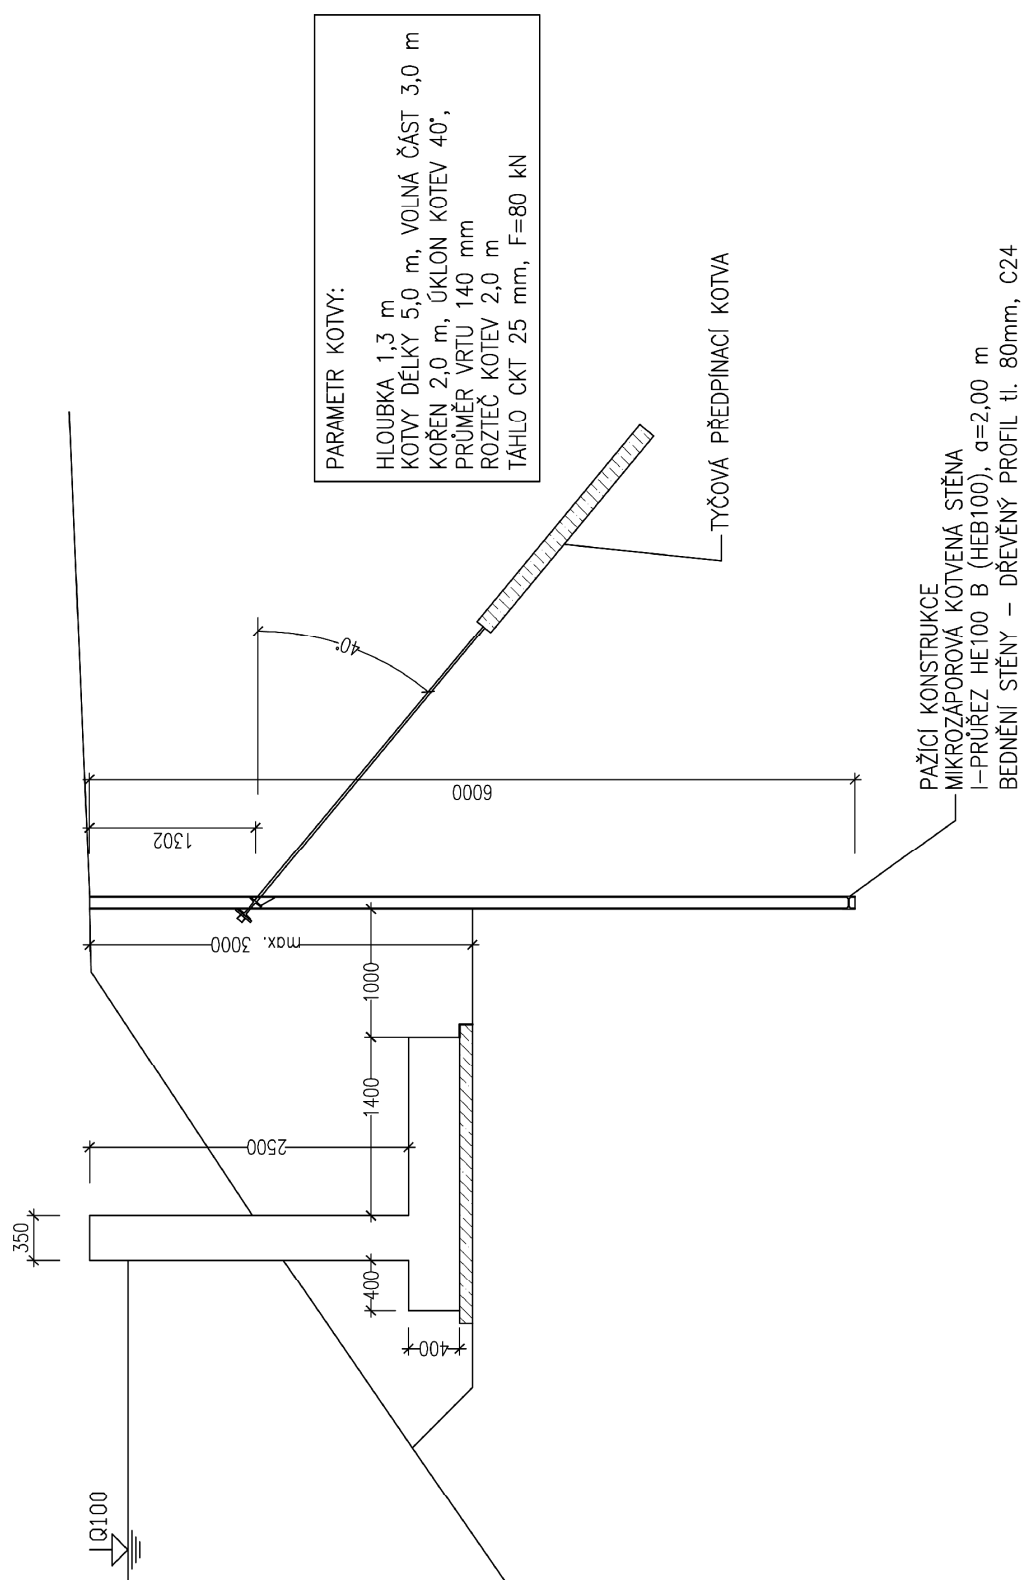 PARAMETR KOTVY:
HLOUBKA 1,3 m
KOTVY DÉLKY 5,0 m, VOLNÁ ČÁST 3,0 m
KOŘEN 2,0 m, ÚKLON KOTEV 40°,
PRŮMĚR VRTU 140 mm
ROZTEČ KOTEV 2,0 m
TÁHLO CKT 25 mm, F=80 kN
TYČOVÁ PŘEDPÍNACÍ KOTVA
PAŽÍCÍ KONSTRUKCE
MIKROZÁPOROVÁ KOTVENÁ STĚNA
I-PRŮŘEZ HE100 B (HEB100), a=2,00 m
BEDNĚNÍ STĚNY – DŘEVĚNÝ PROFIL tl. 80mm, C24
40°
6000
1302
max. 3000
1000
1400
2500
350
400
400
Q100